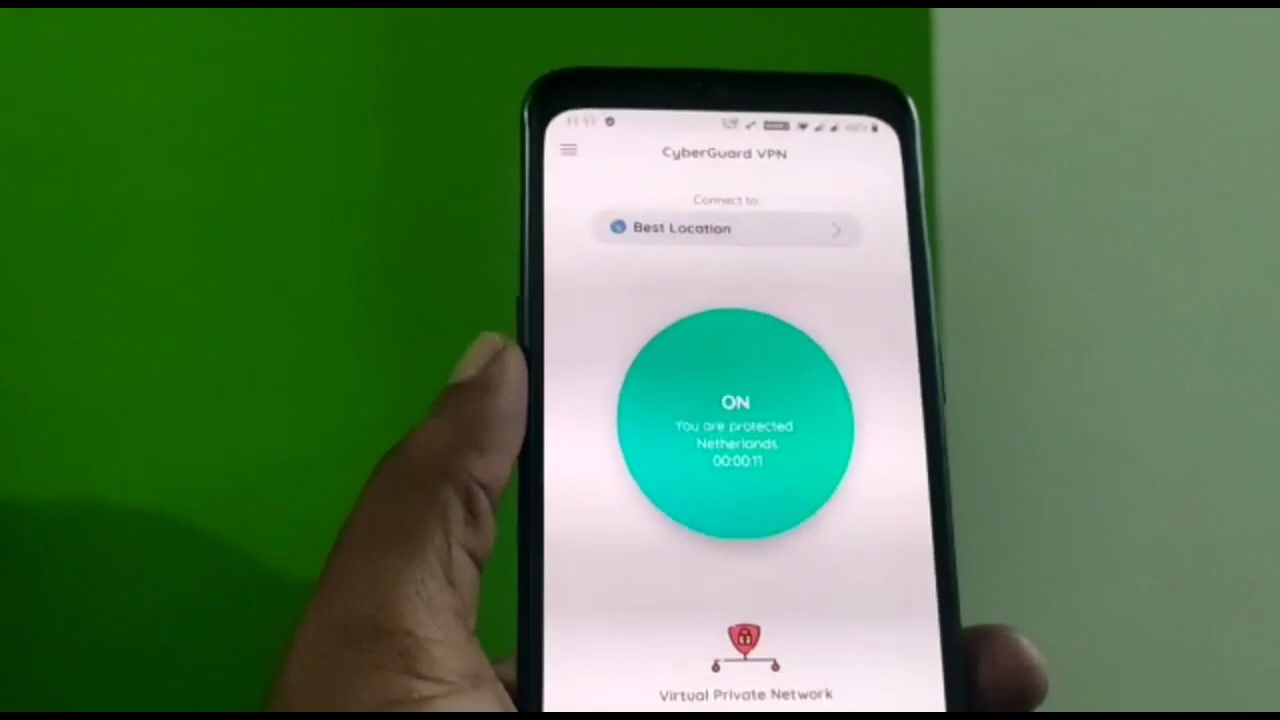 CyberGuard VPN
Connect to
Best Location
ON
You are protected
Netherlands
00:00:11
Virtual Private Network